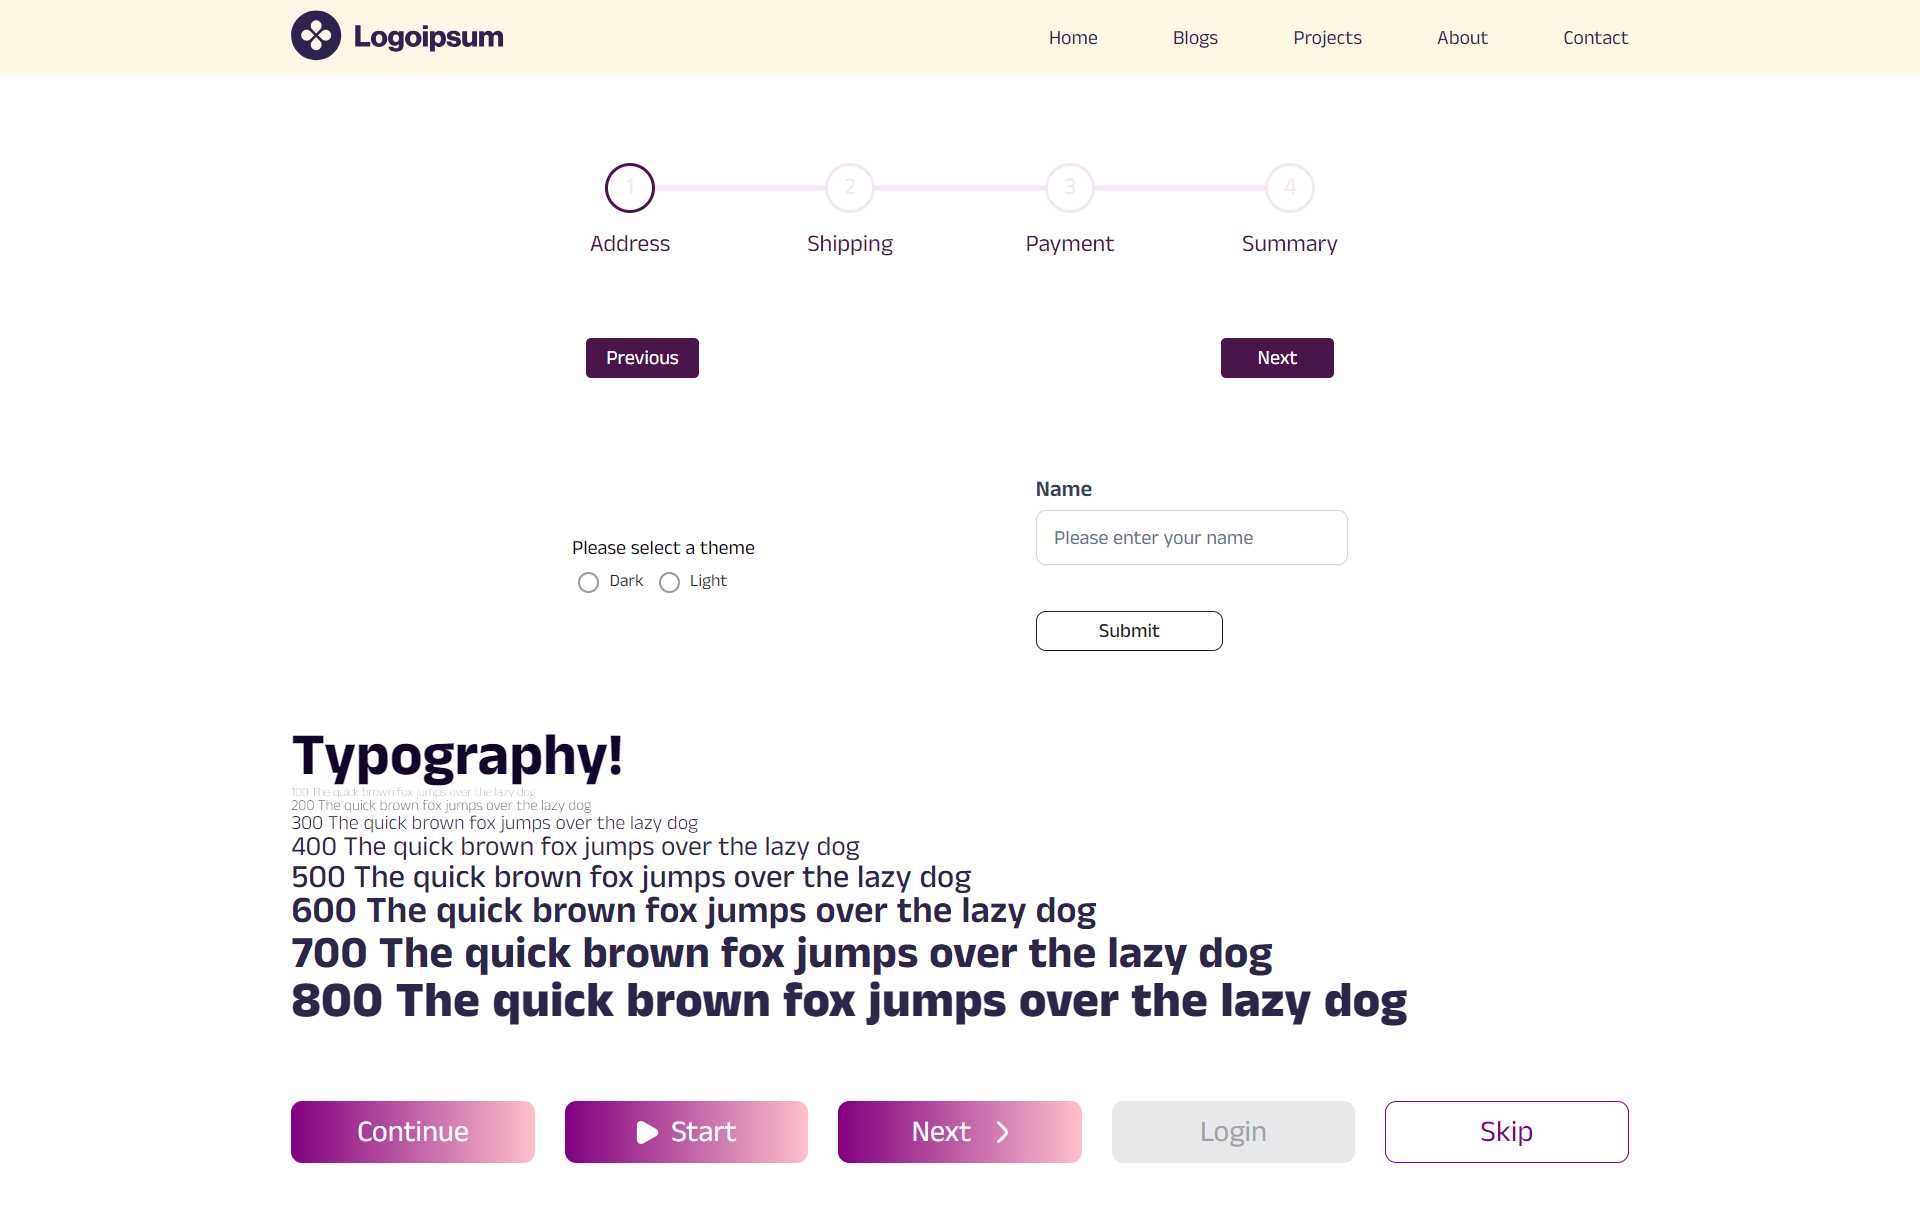 Logoipsum
Home Blogs Projects About Contact
1 2 3 4
Address Shipping Payment Summary
Previous Next
Name
Please enter your name
Please select a theme
Dark Light
Submit
Typography!
100 The quick brown fox jumps over the lazy dog
200 The quick brown fox jumps over the lazy dog
300 The quick brown fox jumps over the lazy dog
400 The quick brown fox jumps over the lazy dog
500 The quick brown fox jumps over the lazy dog
600 The quick brown fox jumps over the lazy dog
700 The quick brown fox jumps over the lazy dog
800 The quick brown fox jumps over the lazy dog
Continue Start Next Login Skip